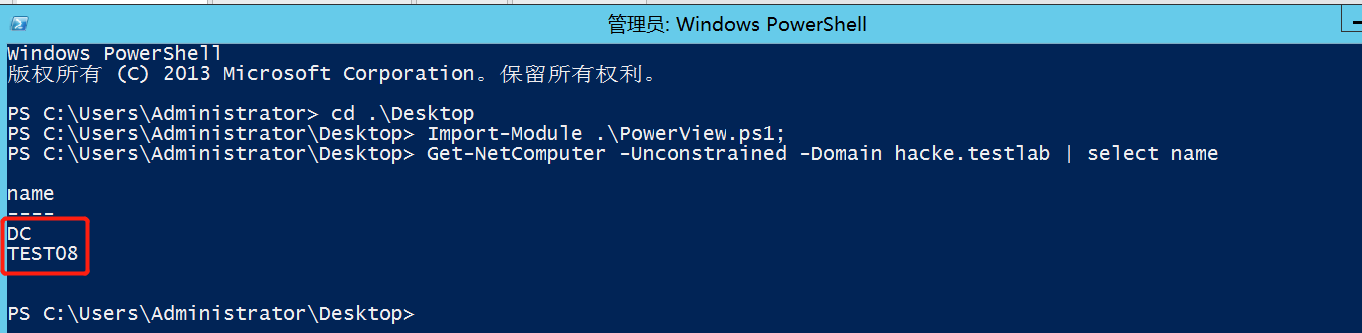 管理员: Windows PowerShell
Windows PowerShell
版权所有 (C) 2013 Microsoft Corporation。保留所有权利。
PS C:\Users\Administrator> cd .\Desktop
PS C:\Users\Administrator\Desktop> Import-Module .\PowerView.ps1;
PS C:\Users\Administrator\Desktop> Get-NetComputer -Unconstrained -Domain hacke.testlab | select name
name
----
DC
TEST08
PS C:\Users\Administrator\Desktop>